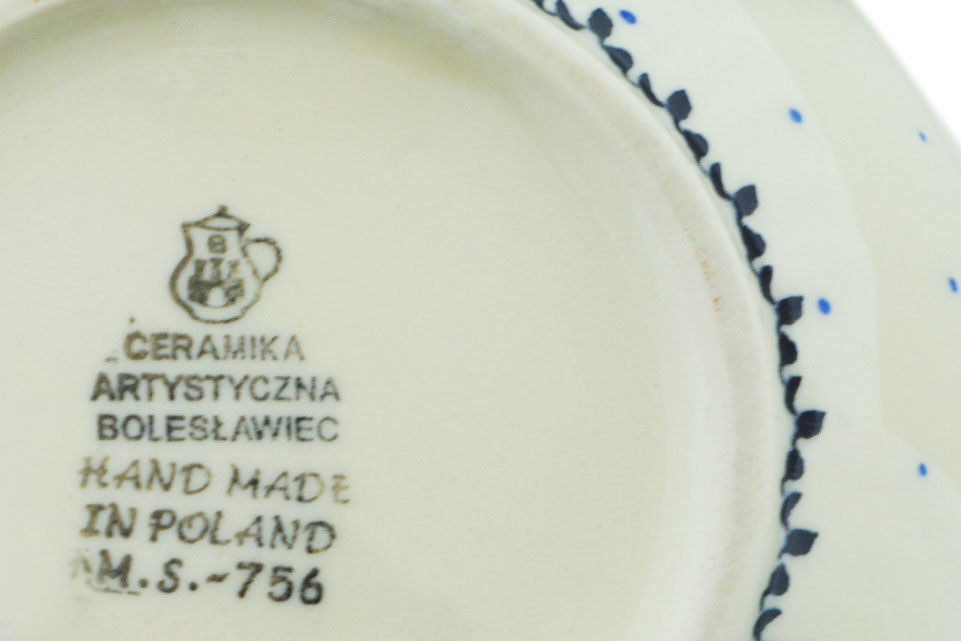 B
CERAMIKA
ARTYSTYCZNA
BOLESŁAWIEC
HAND MADE
IN POLAND
M.S.-756